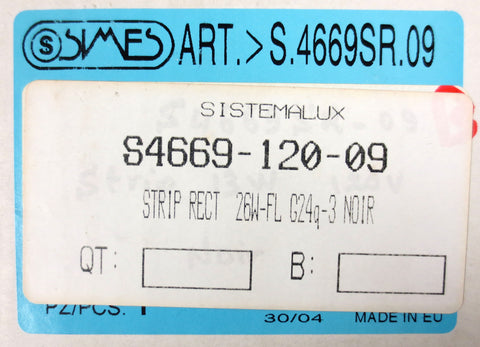 S SIMES ART.> S.4669SR.09
SISTEMALUX
S4669-120-09
STRIP RECT 26W-FL G24q-3 NOIR
QT: B:
PZ/PCS. 1 30/04 MADE IN EU